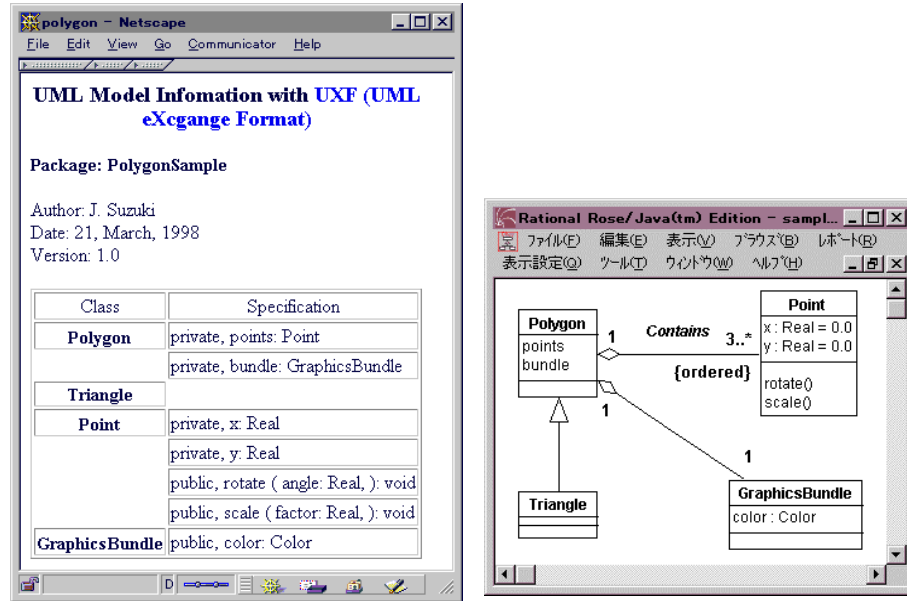 polygon - Netscape
File Edit View Go Communicator Help
UML Model Infomation with UXF (UML
eXcgange Format)
Package: PolygonSample
Author: J. Suzuki
Date: 21, March, 1998
Version: 1.0
Class Specification
Polygon private, points: Point
private, bundle: GraphicsBundle
Triangle
Point private, x: Real
private, y: Real
public, rotate ( angle: Real, ): void
public, scale ( factor: Real, ): void
GraphicsBundle public, color: Color
Rational Rose/Java(tm) Edition - sampl...
ファイル(F) 編集(E) 表示(V) ブラウズ(B) レポート(R)
表示設定(Q) ツール(T) ウィンドウ(W) ヘルプ(H)
Polygon
points
bundle
1
Contains
3..*
{ordered}
Point
x : Real = 0.0
y : Real = 0.0
rotate()
scale()
1
1
Triangle
GraphicsBundle
color : Color